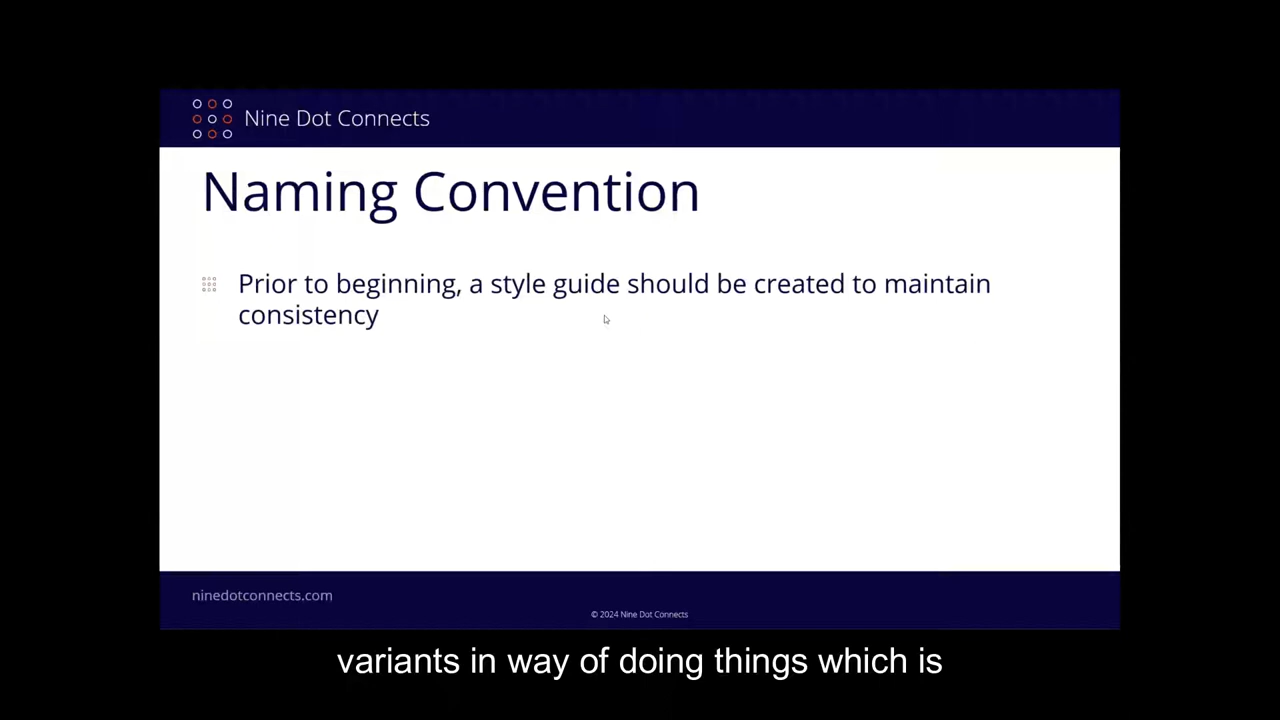 Nine Dot Connects
Naming Convention
Prior to beginning, a style guide should be created to maintain
consistency
ninedotconnects.com
© 2024 Nine Dot Connects
variants in way of doing things which is